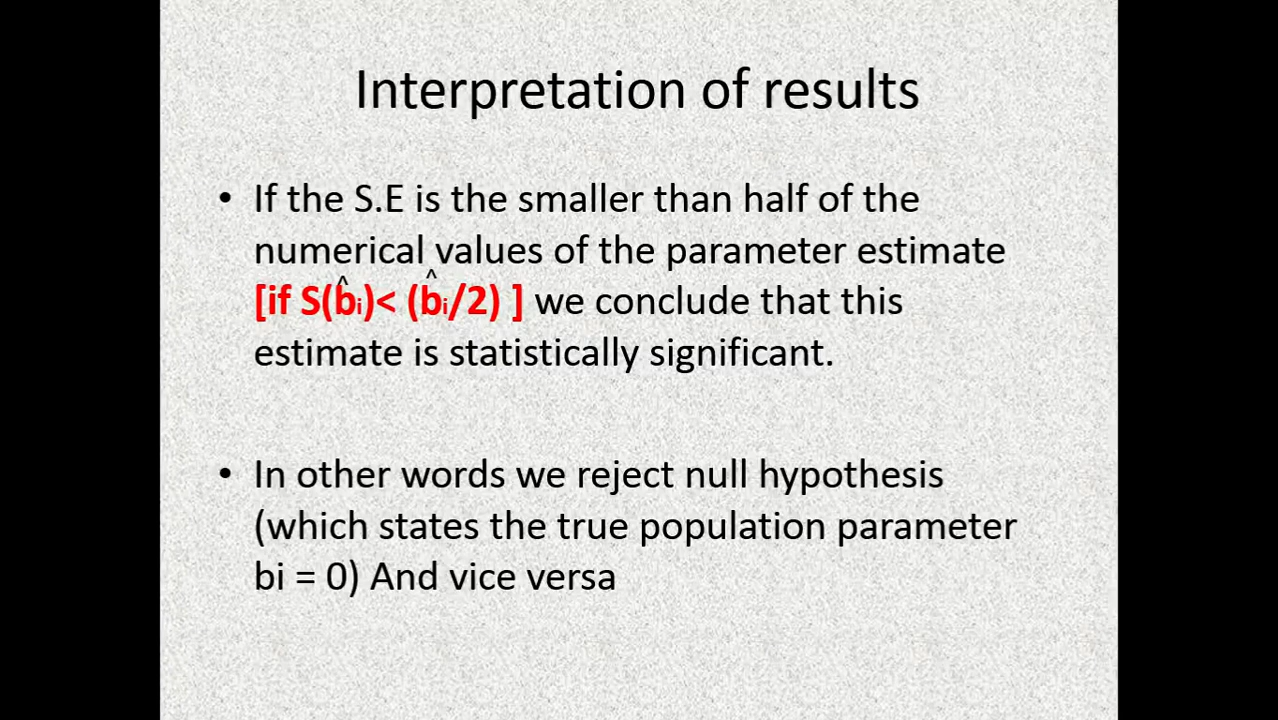 Interpretation of results
• If the S.E is the smaller than half of the
numerical values of the parameter estimate
[if S(b̂i)< (b̂i/2) ] we conclude that this
estimate is statistically significant.
• In other words we reject null hypothesis
(which states the true population parameter
bi = 0) And vice versa